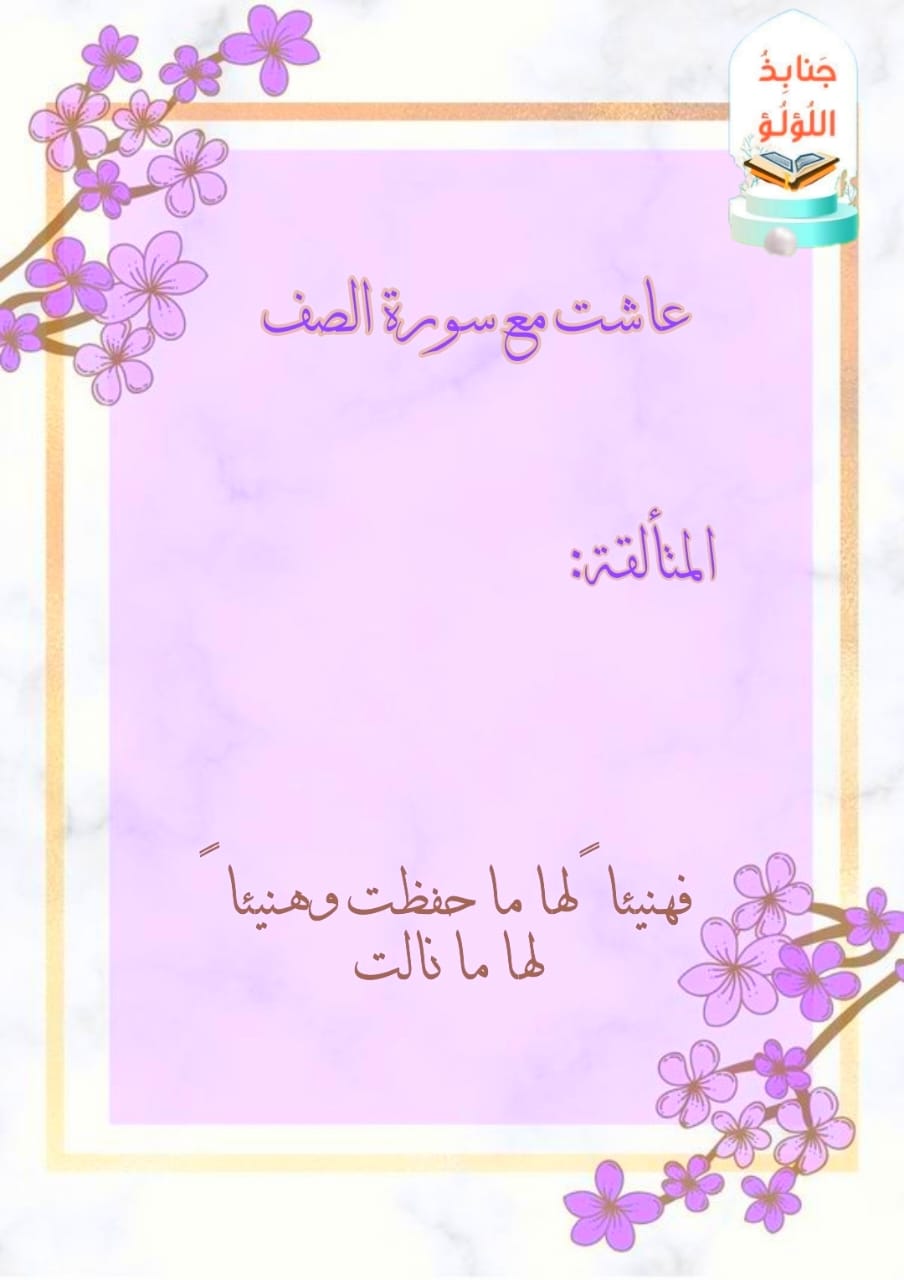 جَنابِذُ
اللُؤلُؤ
عاشت مع سورة الصف
المتألقة:
فهنيئا ً لها ما حفظت وهنيئا ً
لها ما نالت